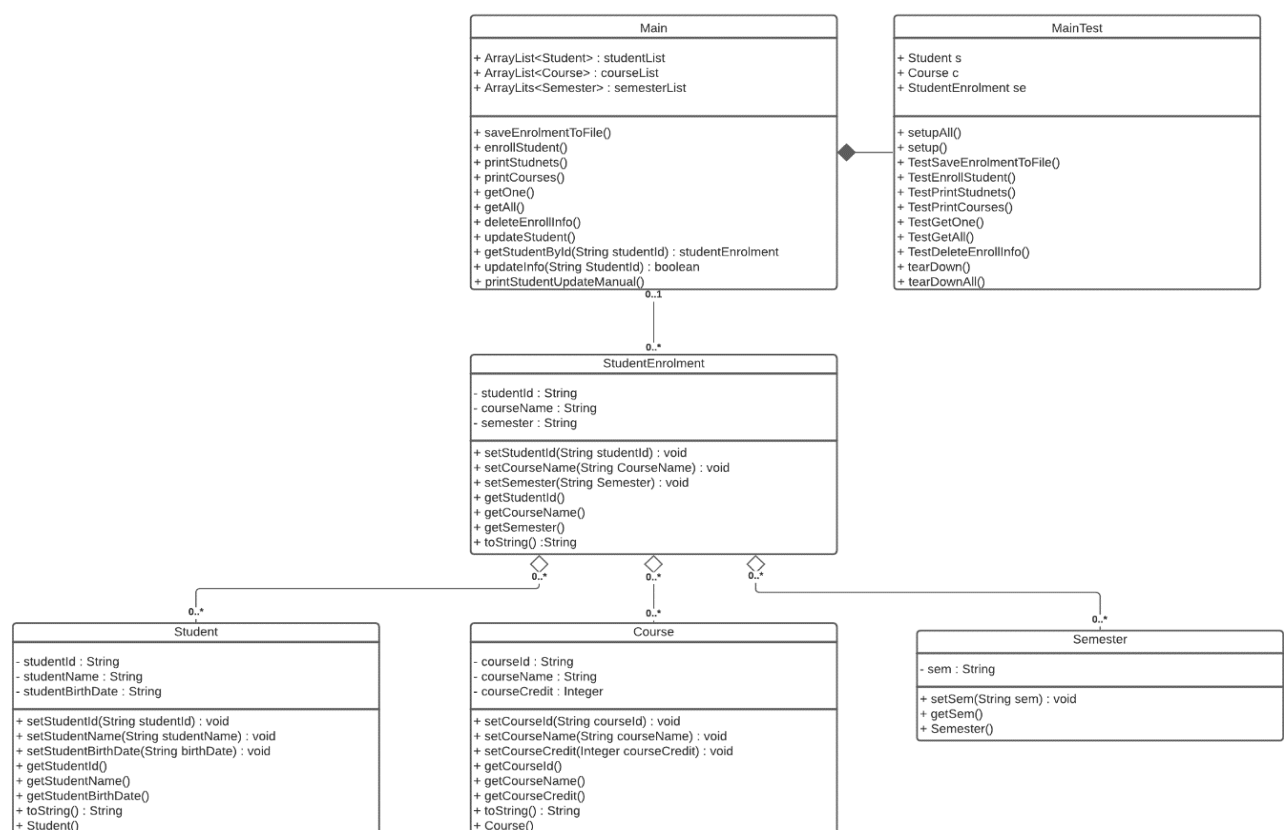 Main
+ ArrayList<Student> : studentList
+ ArrayList<Course> : courseList
+ ArrayLits<Semester> : semesterList
+ saveEnrolmentToFile()
+ enrollStudent()
+ printStudnets()
+ printCourses()
+ getOne()
+ getAll()
+ deleteEnrollInfo()
+ updateStudent()
+ getStudentById(String studentId) : studentEnrolment
+ updateInfo(String StudentId) : boolean
+ printStudentUpdateManual()
MainTest
+ Student s
+ Course c
+ StudentEnrolment se
+ setupAll()
+ setup()
+ TestSaveEnrolmentToFile()
+ TestEnrollStudent()
+ TestPrintStudnets()
+ TestPrintCourses()
+ TestGetOne()
+ TestGetAll()
+ TestDeleteEnrollInfo()
+ tearDown()
+ tearDownAll()
0..1
0..*
StudentEnrolment
- studentId : String
- courseName : String
- semester : String
+ setStudentId(String studentId) : void
+ setCourseName(String CourseName) : void
+ setSemester(String Semester) : void
+ getStudentId()
+ getCourseName()
+ getSemester()
+ toString() :String
0..*
0..*
0..*
0..*
0..*
0..*
Student
- studentId : String
- studentName : String
- studentBirthDate : String
+ setStudentId(String studentId) : void
+ setStudentName(String studentName) : void
+ setStudentBirthDate(String birthDate) : void
+ getStudentId()
+ getStudentName()
+ getStudentBirthDate()
+ toString() : String
+ Student()
Course
- courseId : String
- courseName : String
- courseCredit : Integer
+ setCourseId(String courseId) : void
+ setCourseName(String courseName) : void
+ setCourseCredit(Integer courseCredit) : void
+ getCourseId()
+ getCourseName()
+ getCourseCredit()
+ toString() : String
+ Course()
Semester
- sem : String
+ setSem(String sem) : void
+ getSem()
+ Semester()